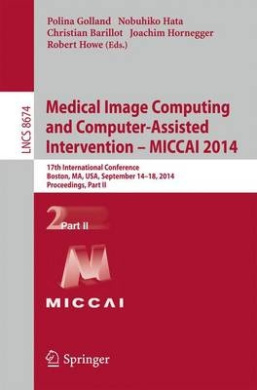 Polina Golland Nobuhiko Hata
Christian Barillot Joachim Hornegger
Robert Howe (Eds.)
LNCS 8674
Medical Image Computing
and Computer-Assisted
Intervention – MICCAI 2014
17th International Conference
Boston, MA, USA, September 14–18, 2014
Proceedings, Part II
2 Part II
MICCAI
Springer